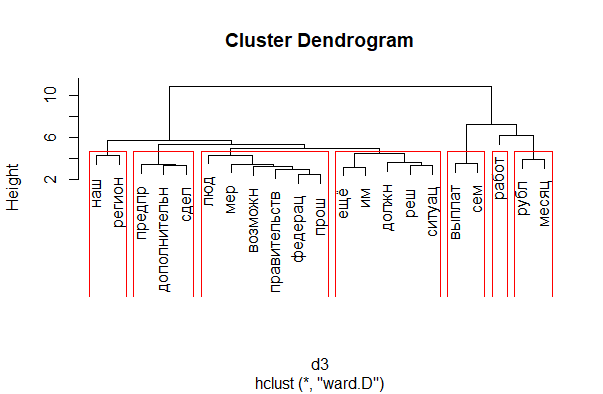 Cluster Dendrogram
Height
10
6
2
наш
регион
предпр
дополнительн
сдел
люд
мер
возможн
правительств
федерац
прош
ещё
им
должн
реш
ситуац
выплат
сем
работ
рубл
месяц
d3
hclust (*, "ward.D")